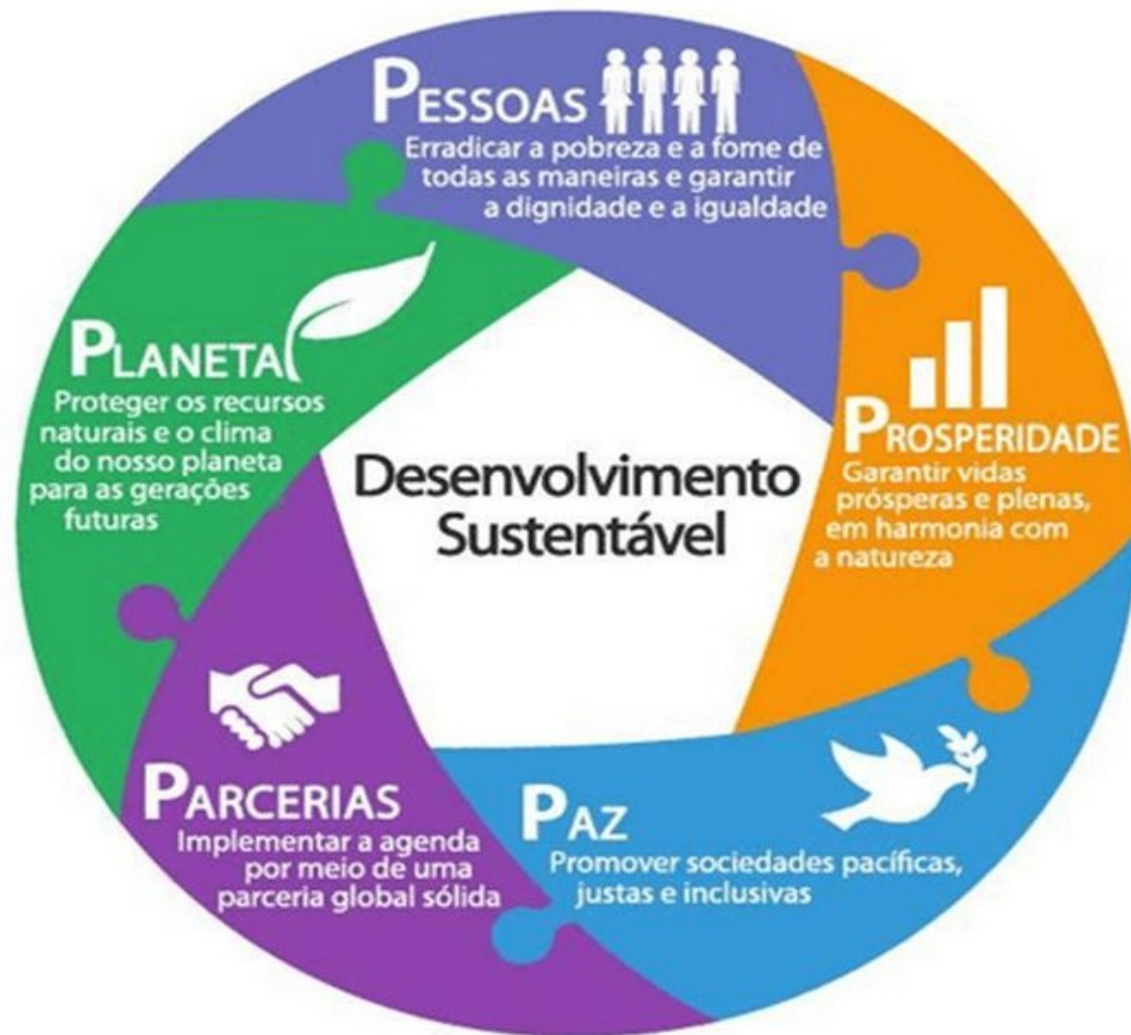 PESSOAS
Erradicar a pobreza e a fome de
todas as maneiras e garantir
a dignidade e a igualdade
PROSPERIDADE
Garantir vidas
prósperas e plenas,
em harmonia com
a natureza
PAZ
Promover sociedades pacíficas,
justas e inclusivas
PARCERIAS
Implementar a agenda
por meio de uma
parceria global sólida
PLANETA
Proteger os recursos
naturais e o clima
do nosso planeta
para as gerações
futuras
Desenvolvimento
Sustentável